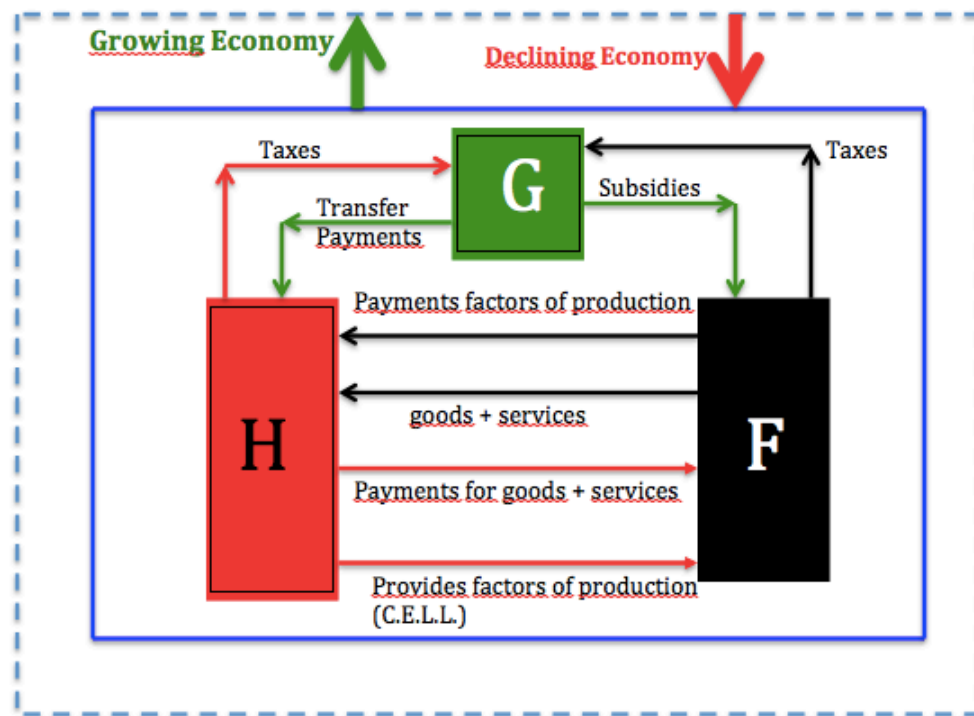 Growing Economy
Declining Economy
Taxes
G
Taxes
Subsidies
Transfer
Payments
Payments factors of production
goods + services
H
F
Payments for goods + services
Provides factors of production
(C.E.L.L.)